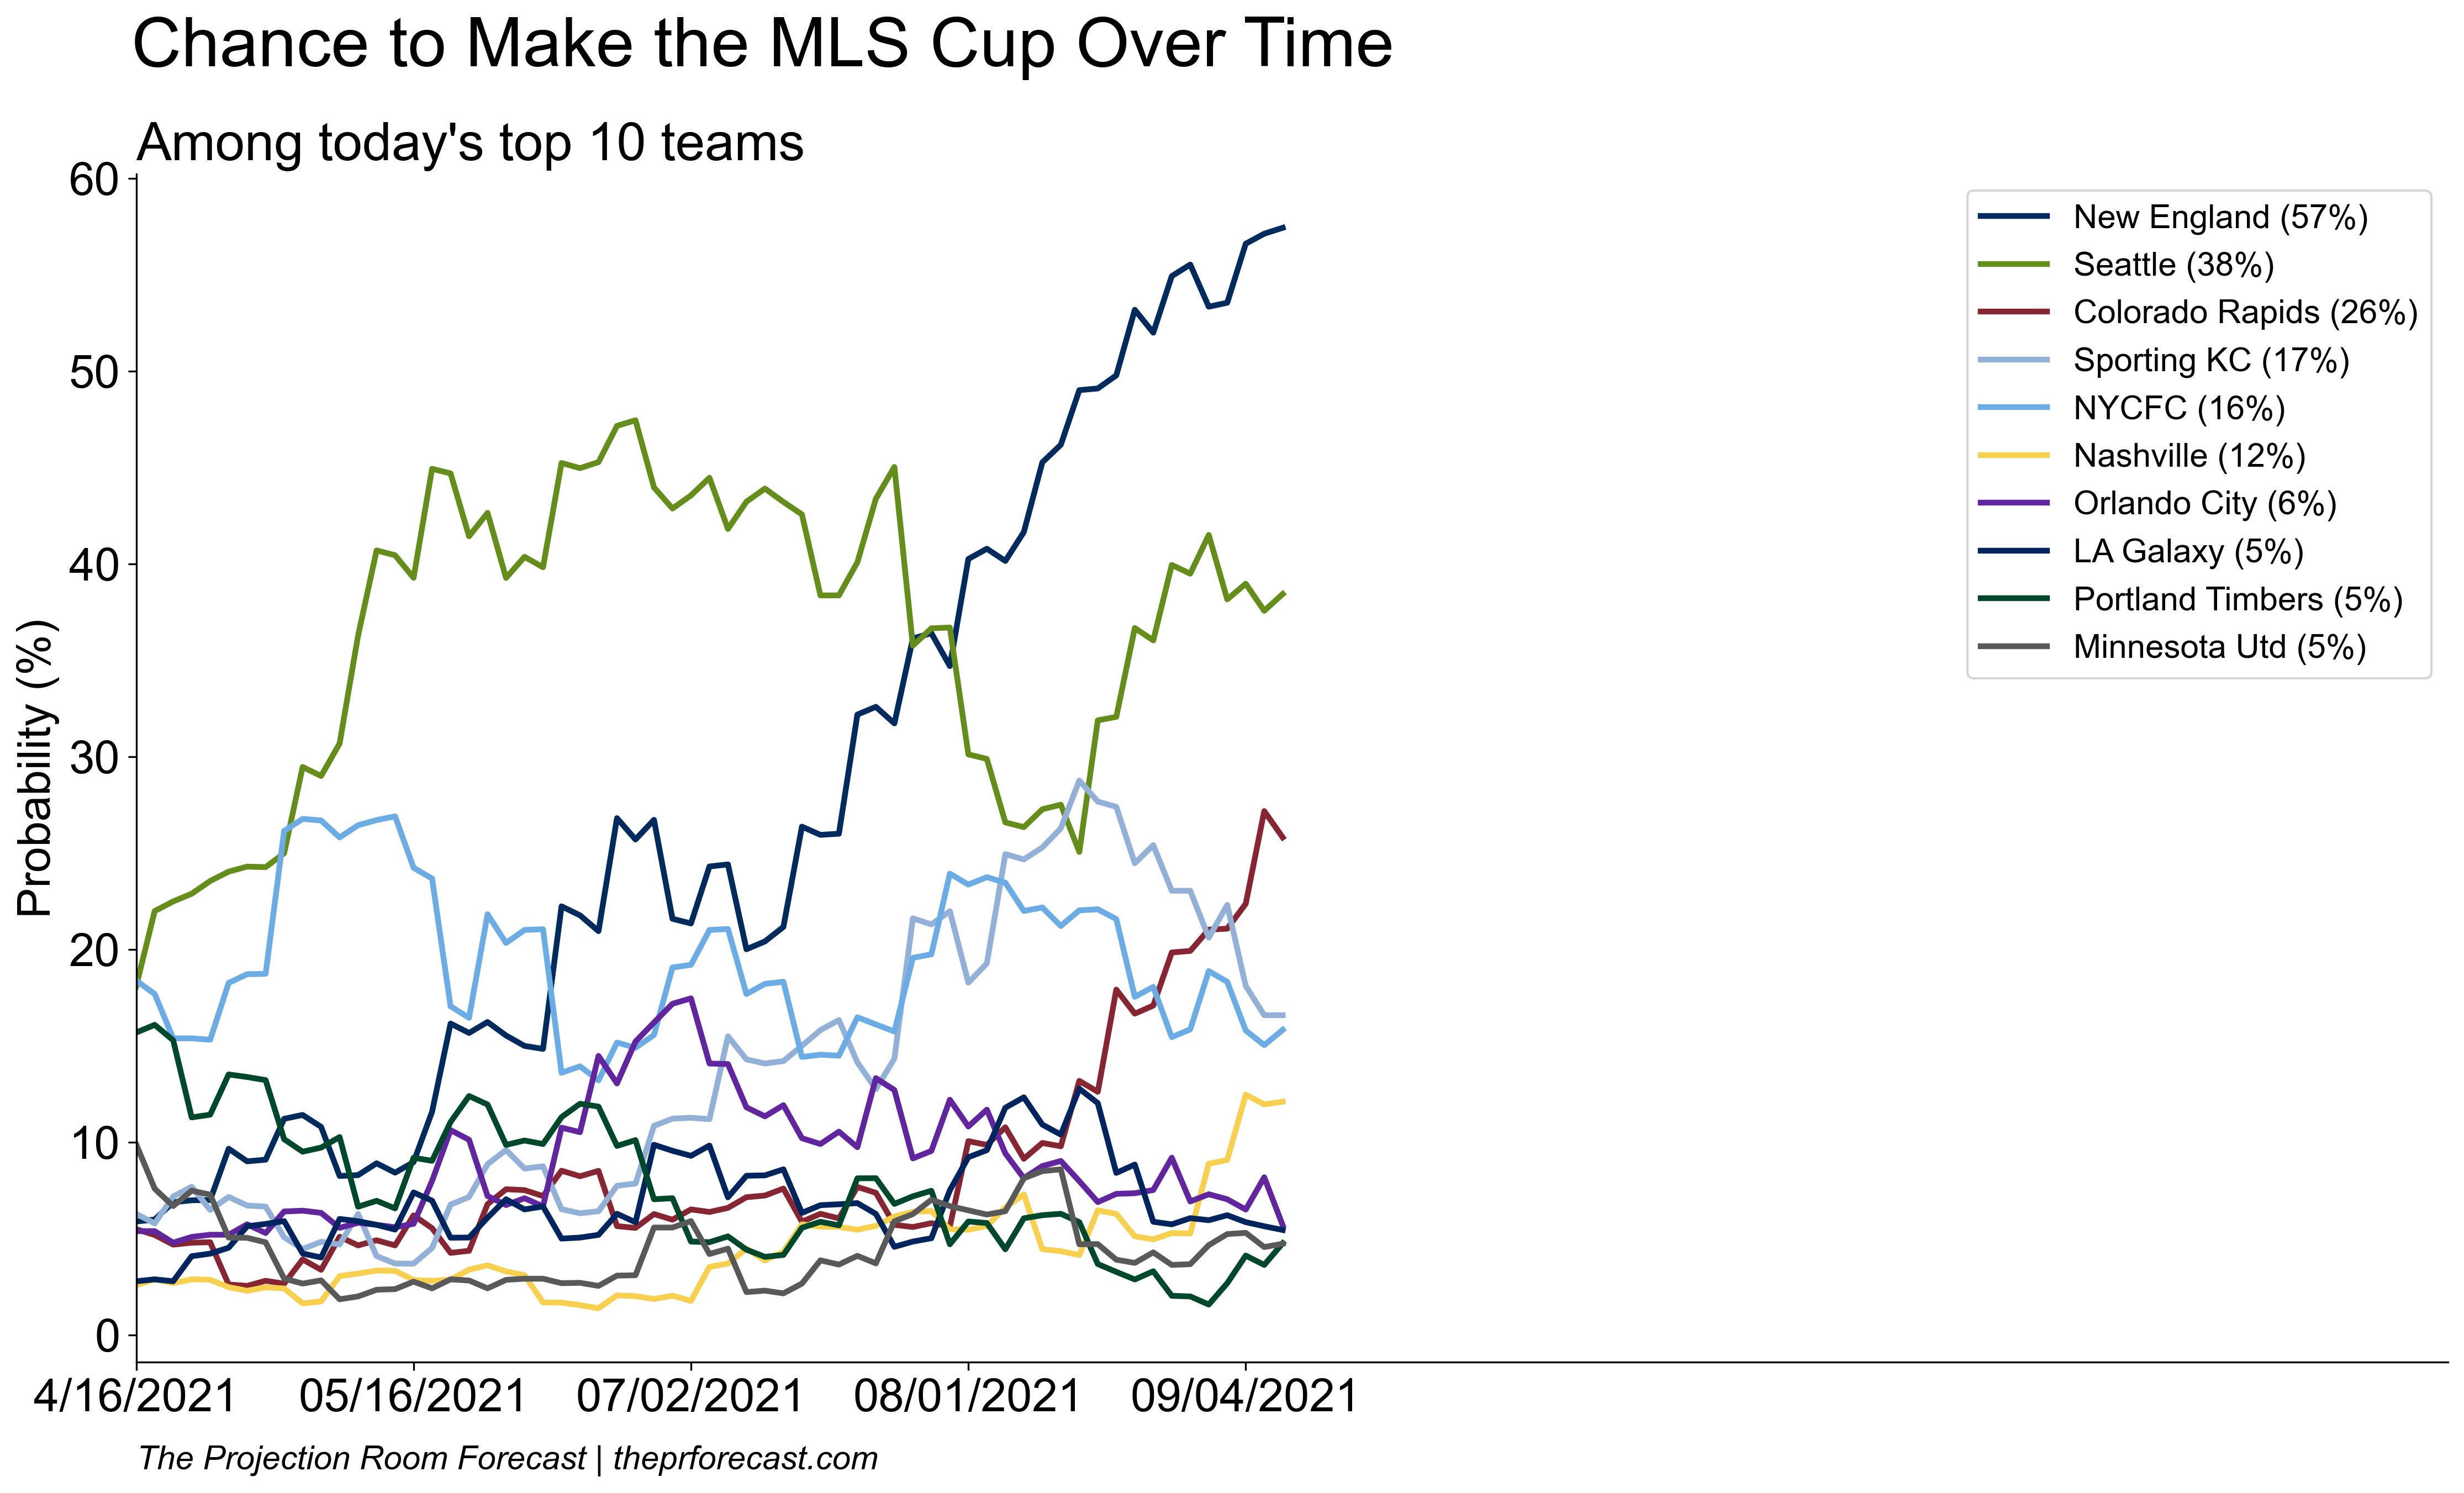 Chance to Make the MLS Cup Over Time
Among today's top 10 teams
60
50
40
30
20
10
0
Probability (%)
New England (57%)
Seattle (38%)
Colorado Rapids (26%)
Sporting KC (17%)
NYCFC (16%)
Nashville (12%)
Orlando City (6%)
LA Galaxy (5%)
Portland Timbers (5%)
Minnesota Utd (5%)
4/16/2021 05/16/2021 07/02/2021 08/01/2021 09/04/2021
The Projection Room Forecast | theprforecast.com